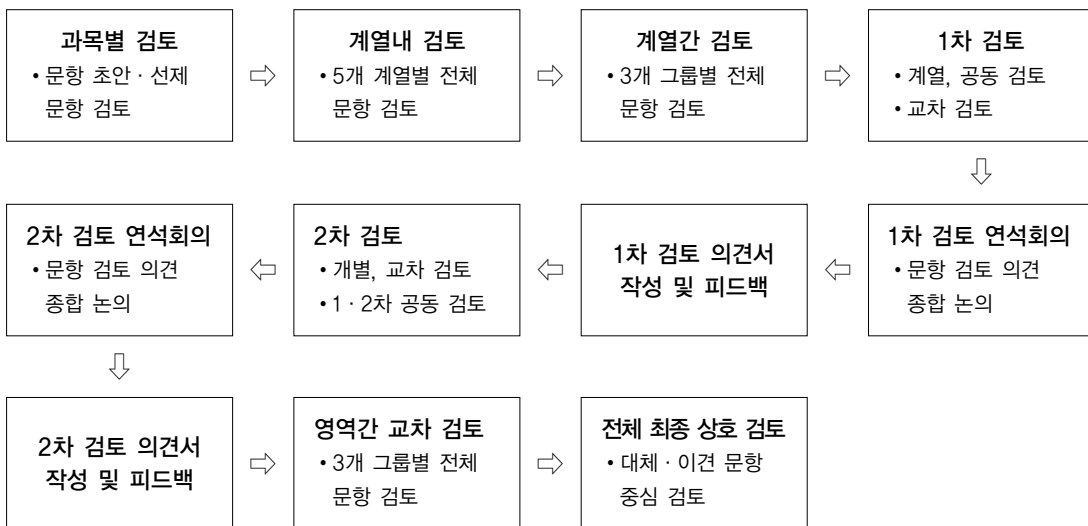 과목별 검토
• 문항 초안 · 선제
문항 검토
계열내 검토
• 5개 계열별 전체
문항 검토
계열간 검토
• 3개 그룹별 전체
문항 검토
1차 검토
• 계열, 공동 검토
• 교차 검토
1차 검토 연석회의
• 문항 검토 의견
종합 논의
1차 검토 의견서
작성 및 피드백
2차 검토
• 개별, 교차 검토
• 1 · 2차 공동 검토
2차 검토 연석회의
• 문항 검토 의견
종합 논의
2차 검토 의견서
작성 및 피드백
영역간 교차 검토
• 3개 그룹별 전체
문항 검토
전체 최종 상호 검토
• 대체 · 이견 문항
중심 검토